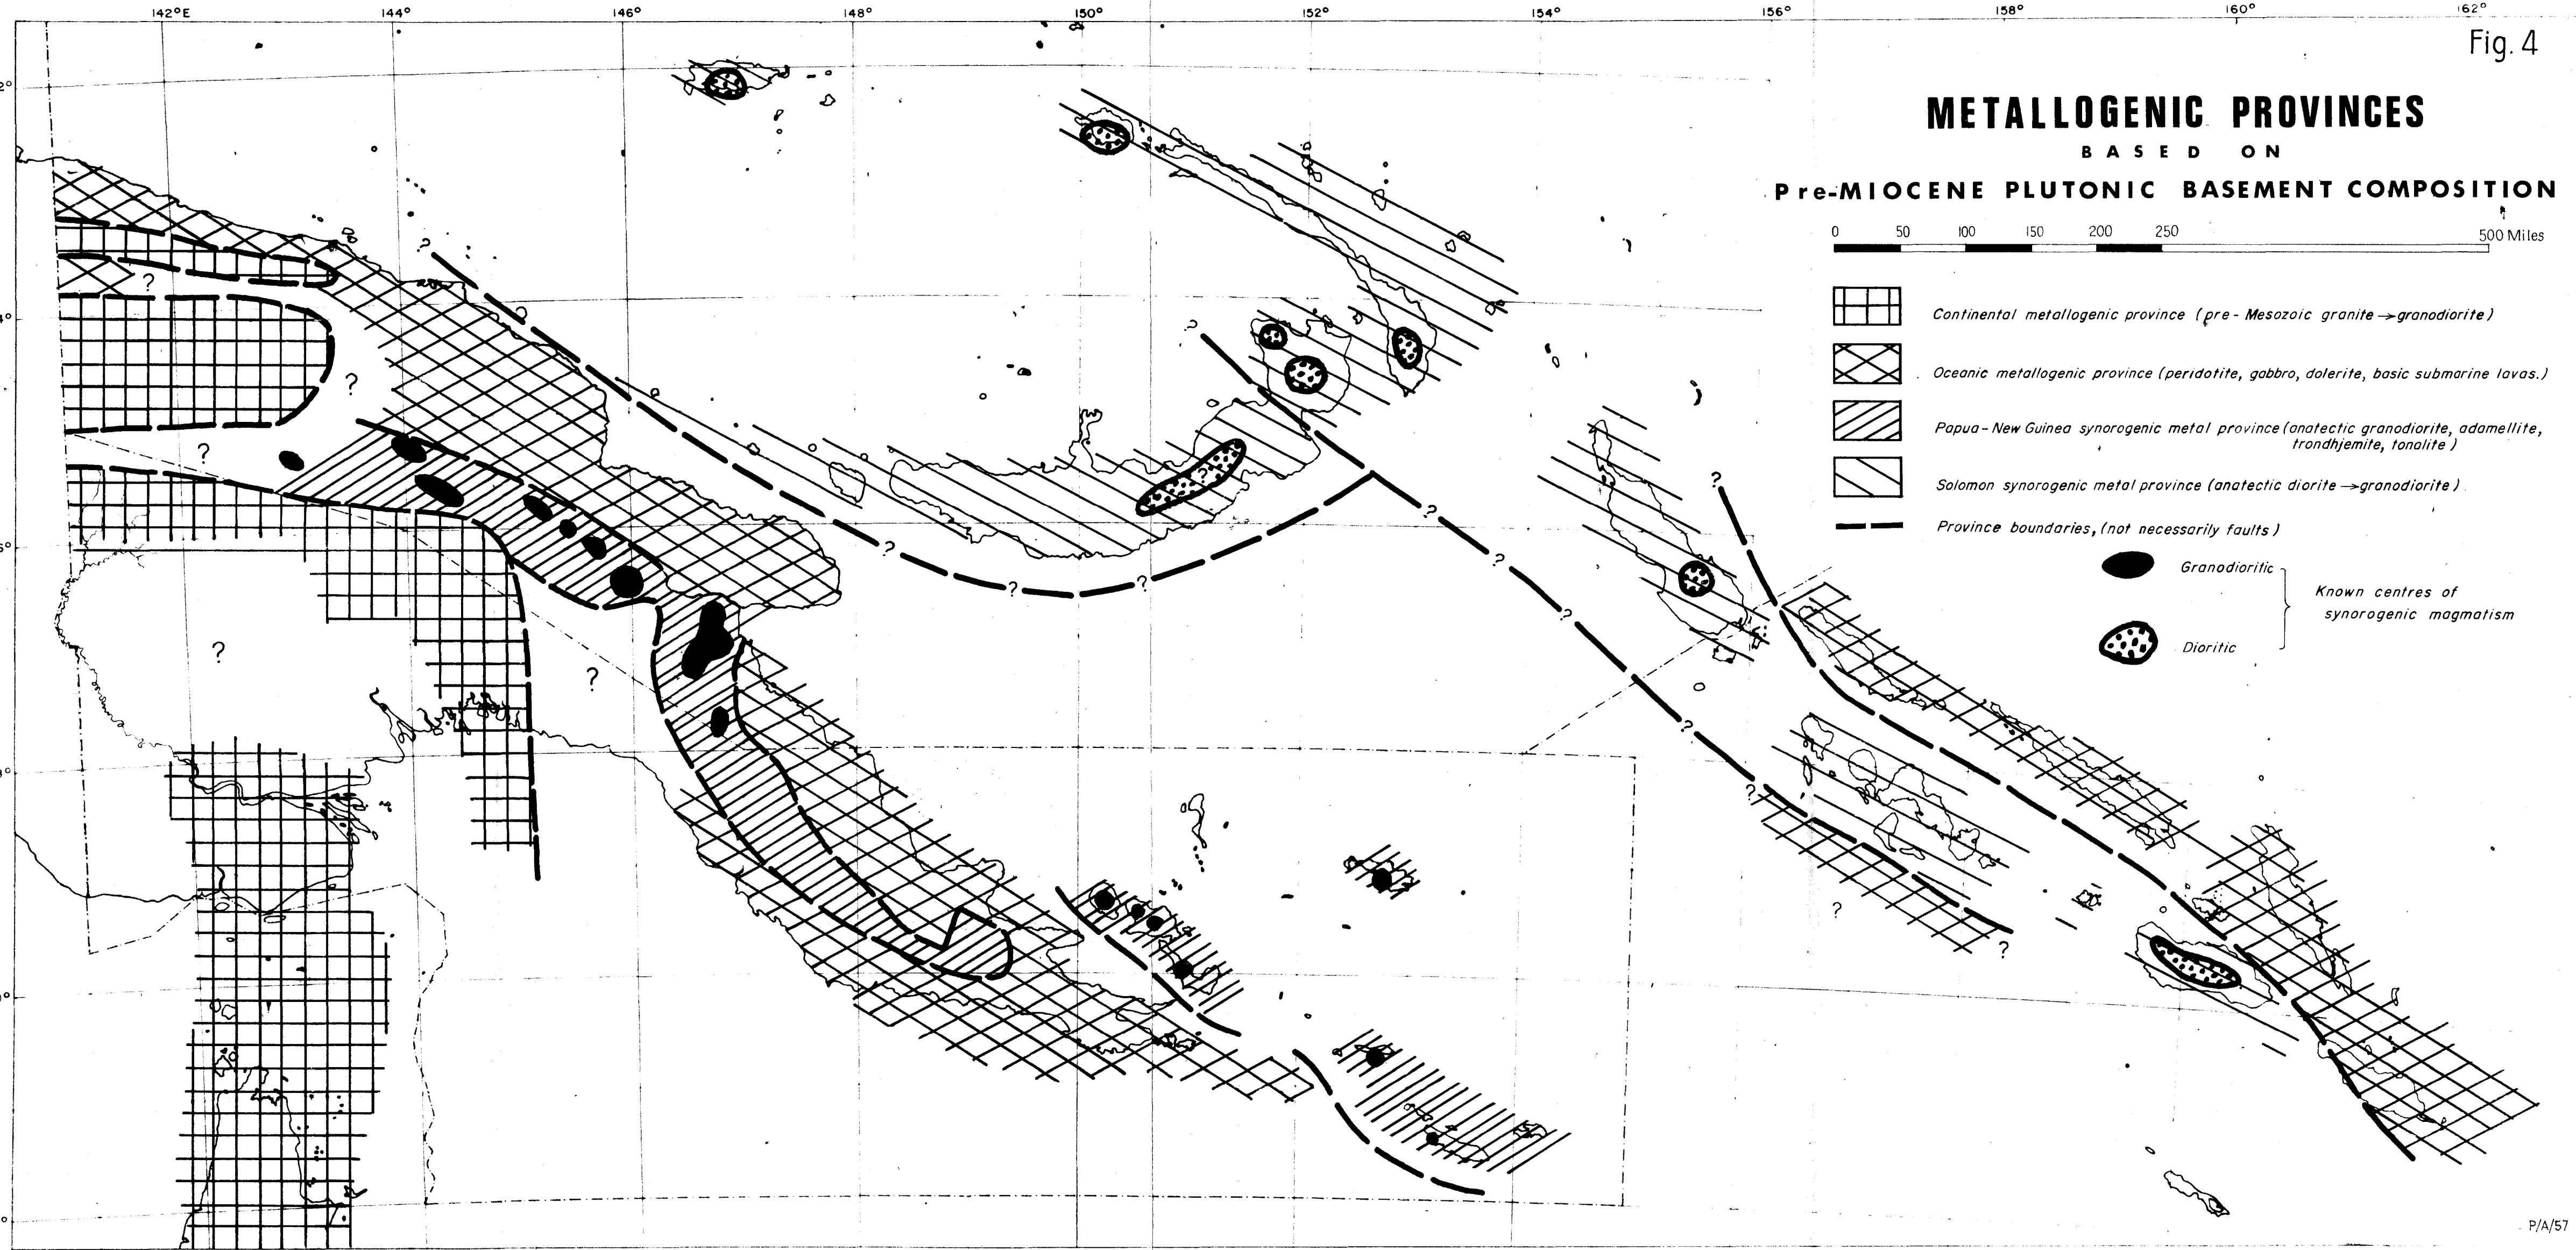 142°E 144° 146° 148° 150° 152° 154° 156° 158° 160° 162°
Fig. 4
2°
METALLOGENIC PROVINCES
BASED ON
Pre-MIOCENE PLUTONIC BASEMENT COMPOSITION
0 50 100 150 200 250 500 Miles
?
?
4°
Continental metallogenic province (pre-Mesozoic granite→granodiorite)
?
?
Oceanic metallogenic province (peridotite, gabbro, dolerite, basic submarine lavas.)
Papua-New Guinea synorogenic metal province (anatectic granodiorite, adamellite,
trondhjemite, tonalite)
?
?
?
Solomon synorogenic metal province (anatectic diorite→granodiorite)
?
Province boundaries, (not necessarily faults)
6°
?
?
Granodioritic
?
?
Known centres of
synorogenic magmatism
?
Dioritic
?
?
?
8°
?
?
?
P/A/57